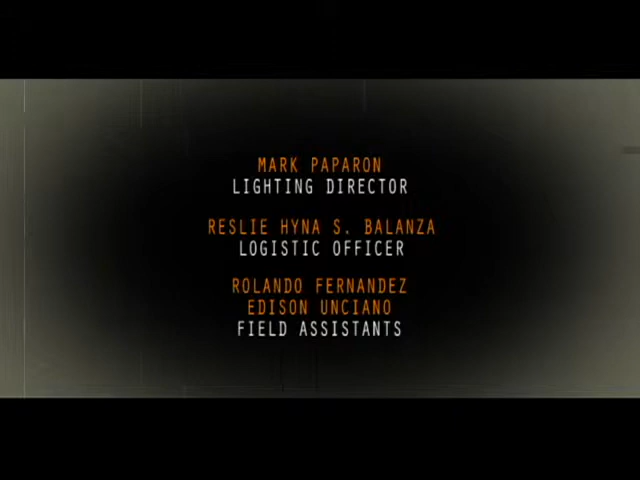 MARK PAPARON
LIGHTING DIRECTOR
RESLIE HYNA S. BALANZA
LOGISTIC OFFICER
ROLANDO FERNANDEZ
EDISON UNCIANO
FIELD ASSISTANTS